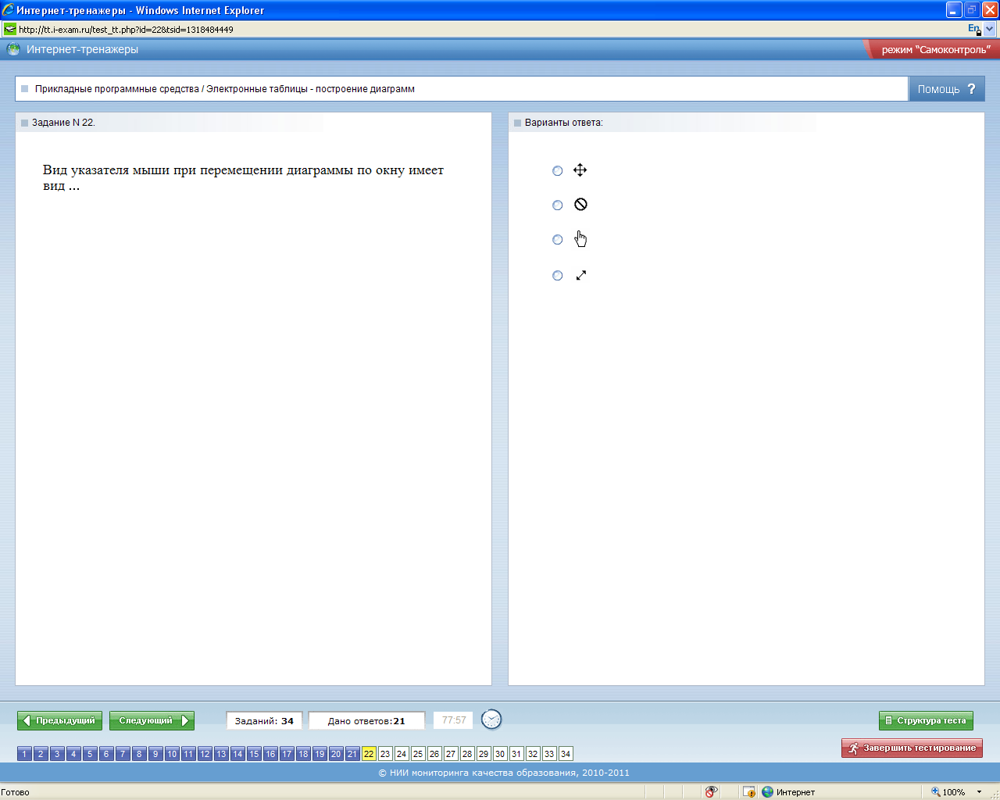 Интернет-тренажеры - Windows Internet Explorer
http://tt.i-exam.ru/test_tt.php?id=22&tsid=1318484449
En
Интернет-тренажеры
режим "Самоконтроль"
Прикладные программные средства / Электронные таблицы - построение диаграмм
Помощь ?
Задание N 22.
Варианты ответа:
Вид указателя мыши при перемещении диаграммы по окну имеет
вид ...
Предыдущий
Следующий
Заданий: 34
Дано ответов:21
77:57
Структура теста
1 2 3 4 5 6 7 8 9 10 11 12 13 14 15 16 17 18 19 20 21 22 23 24 25 26 27 28 29 30 31 32 33 34
Завершить тестирование
© НИИ мониторинга качества образования, 2010-2011
Готово
Интернет
100%